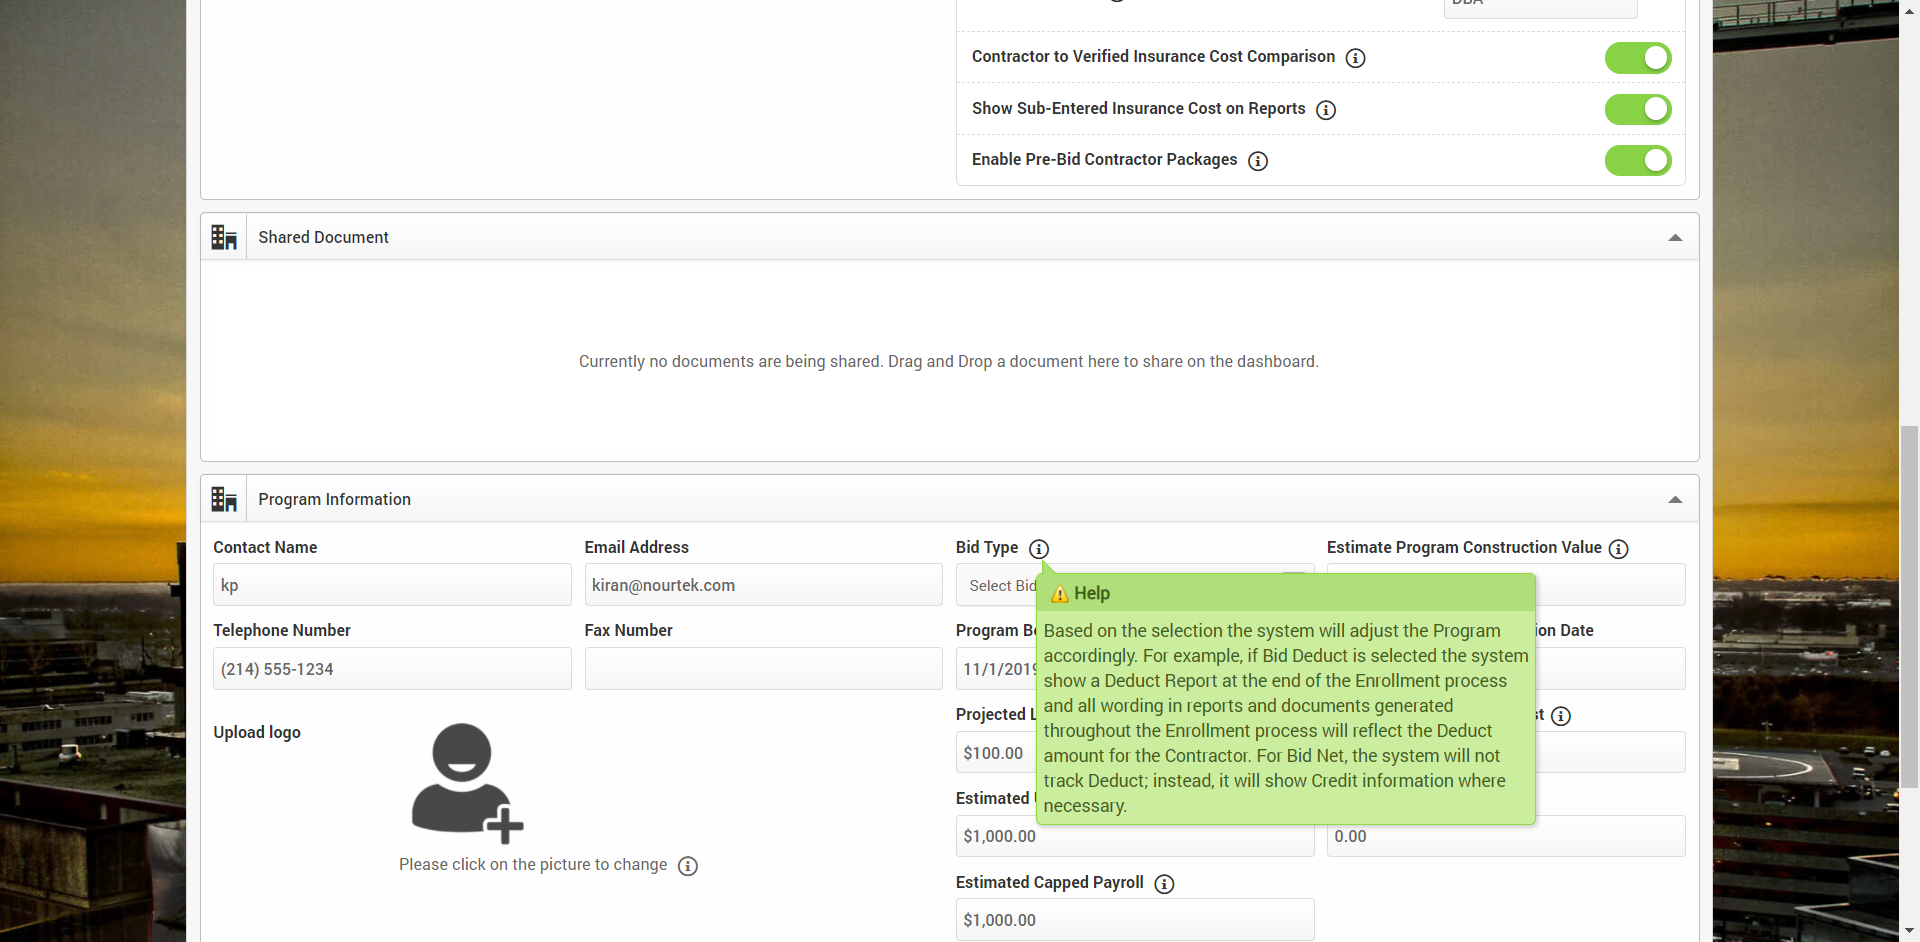 Contractor to Verified Insurance Cost Comparison
Show Sub-Entered Insurance Cost on Reports
Enable Pre-Bid Contractor Packages
Shared Document
Currently no documents are being shared. Drag and Drop a document here to share on the dashboard.
Program Information
Contact Name
kp
Email Address
kiran@nourtek.com
Bid Type
Select Bid
Estimate Program Construction Value
Telephone Number
(214) 555-1234
Fax Number
Program
11/1/2019
ion Date
Help
Based on the selection the system will adjust the Program
accordingly. For example, if Bid Deduct is selected the system
show a Deduct Report at the end of the Enrollment process
and all wording in reports and documents generated
throughout the Enrollment process will reflect the Deduct
amount for the Contractor. For Bid Net, the system will not
track Deduct; instead, it will show Credit information where
necessary.
Upload logo
Please click on the picture to change
Projected
$100.00
Estimated
$1,000.00
0.00
Estimated Capped Payroll
$1,000.00